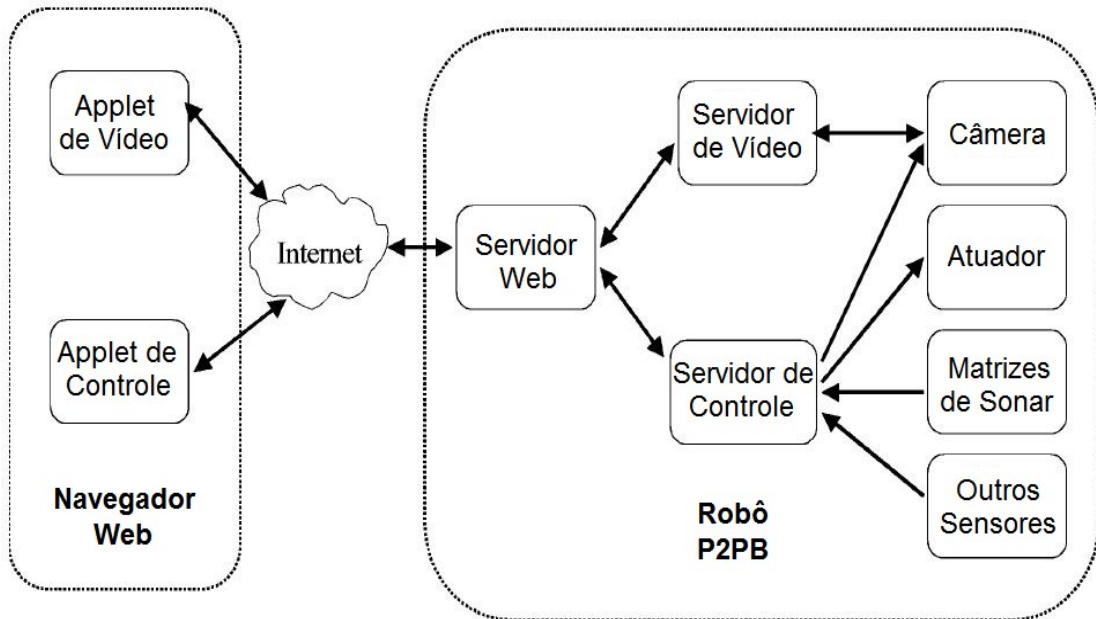 Applet
de Vídeo
Internet
Applet de
Controle
Navegador
Web
Servidor
Web
Servidor
de Vídeo
Servidor de
Controle
Câmera
Atuador
Matrizes
de Sonar
Outros
Sensores
Robô
P2PB